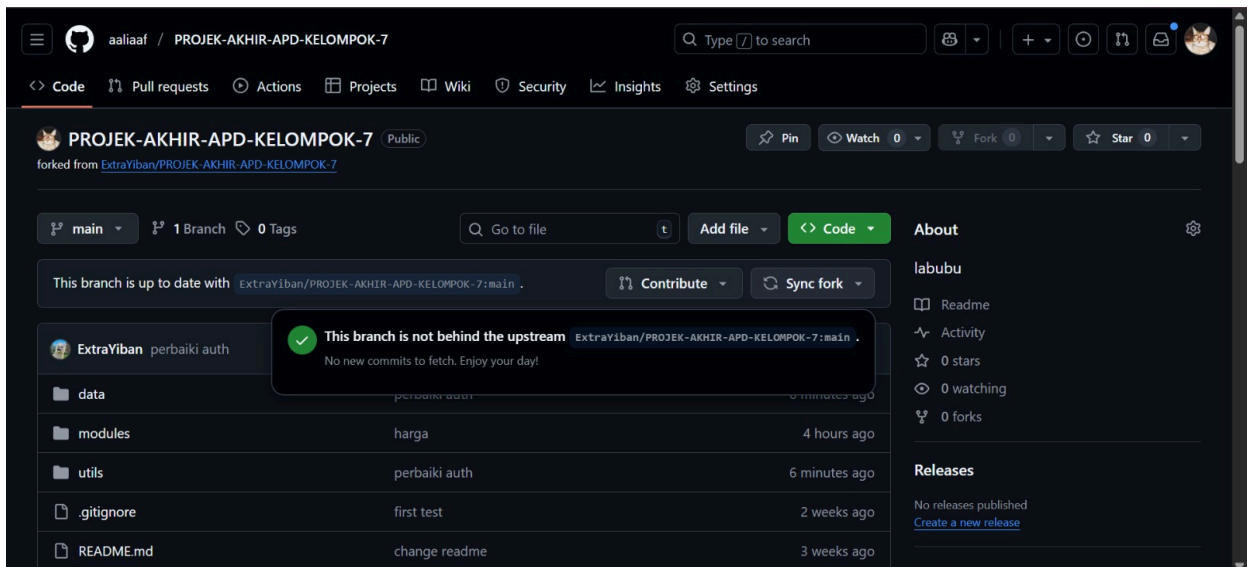 aaliaaf / PROJEK-AKHIR-APD-KELOMPOK-7
Type / to search
Code Pull requests Actions Projects Wiki Security Insights Settings
PROJEK-AKHIR-APD-KELOMPOK-7 Public
Pin Watch 0 Fork 0 Star 0
forked from ExtraYiban/PROJEK-AKHIR-APD-KELOMPOK-7
main 1 Branch 0 Tags Go to file t Add file Code
This branch is up to date with ExtraYiban/PROJEK-AKHIR-APD-KELOMPOK-7:main . Contribute Sync fork
This branch is not behind the upstream ExtraYiban/PROJEK-AKHIR-APD-KELOMPOK-7:main .
No new commits to fetch. Enjoy your day!
ExtraYiban perbaiki auth
data perbaiki auth 6 minutes ago
modules harga 4 hours ago
utils perbaiki auth 6 minutes ago
.gitignore first test 2 weeks ago
README.md change readme 3 weeks ago
About
labubu
Readme
Activity
0 stars
0 watching
0 forks
Releases
No releases published
Create a new release